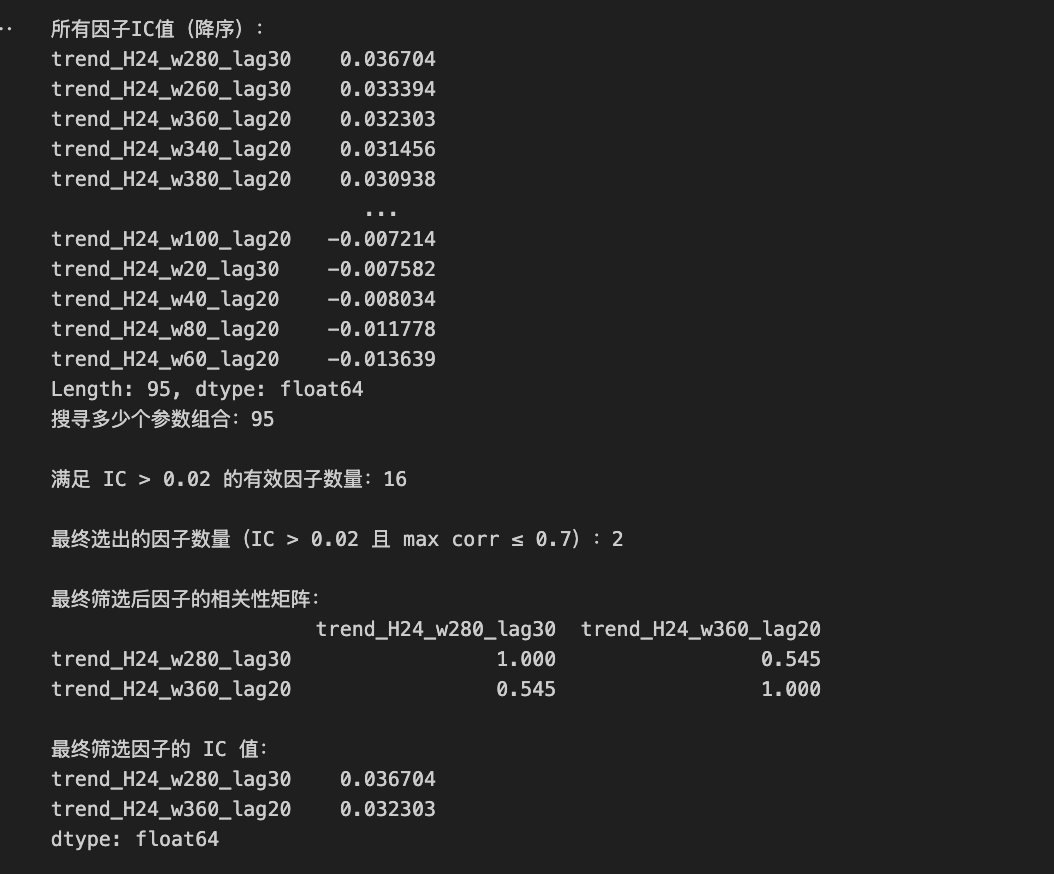 所有因子IC值（降序）：
trend_H24_w280_lag30    0.036704
trend_H24_w260_lag30    0.033394
trend_H24_w360_lag20    0.032303
trend_H24_w340_lag20    0.031456
trend_H24_w380_lag20    0.030938
...
trend_H24_w100_lag20   -0.007214
trend_H24_w20_lag30    -0.007582
trend_H24_w40_lag20    -0.008034
trend_H24_w80_lag20    -0.011778
trend_H24_w60_lag20    -0.013639
Length: 95, dtype: float64
搜寻多少个参数组合：95
满足 IC > 0.02 的有效因子数量：16
最终选出的因子数量（IC > 0.02 且 max corr ≤ 0.7）：2
最终筛选后因子的相关性矩阵：
trend_H24_w280_lag30  trend_H24_w360_lag20
trend_H24_w280_lag30                 1.000                 0.545
trend_H24_w360_lag20                 0.545                 1.000
最终筛选因子的 IC 值：
trend_H24_w280_lag30    0.036704
trend_H24_w360_lag20    0.032303
dtype: float64